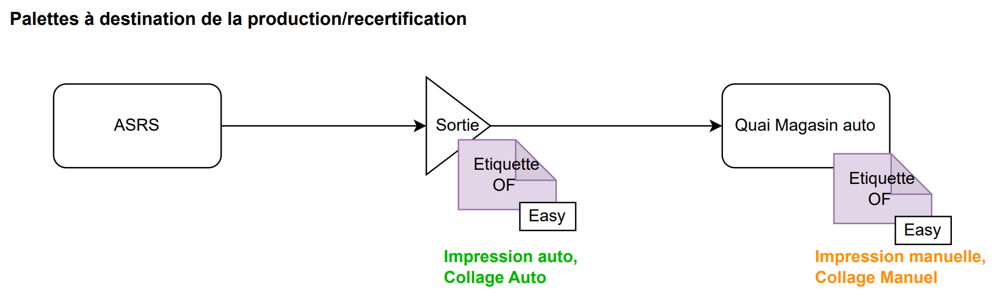 Palettes à destination de la production/recertification
ASRS
Sortie
Quai Magasin auto
Etiquette
OF
Easy
Etiquette
OF
Easy
Impression auto,
Collage Auto
Impression manuelle,
Collage Manuel